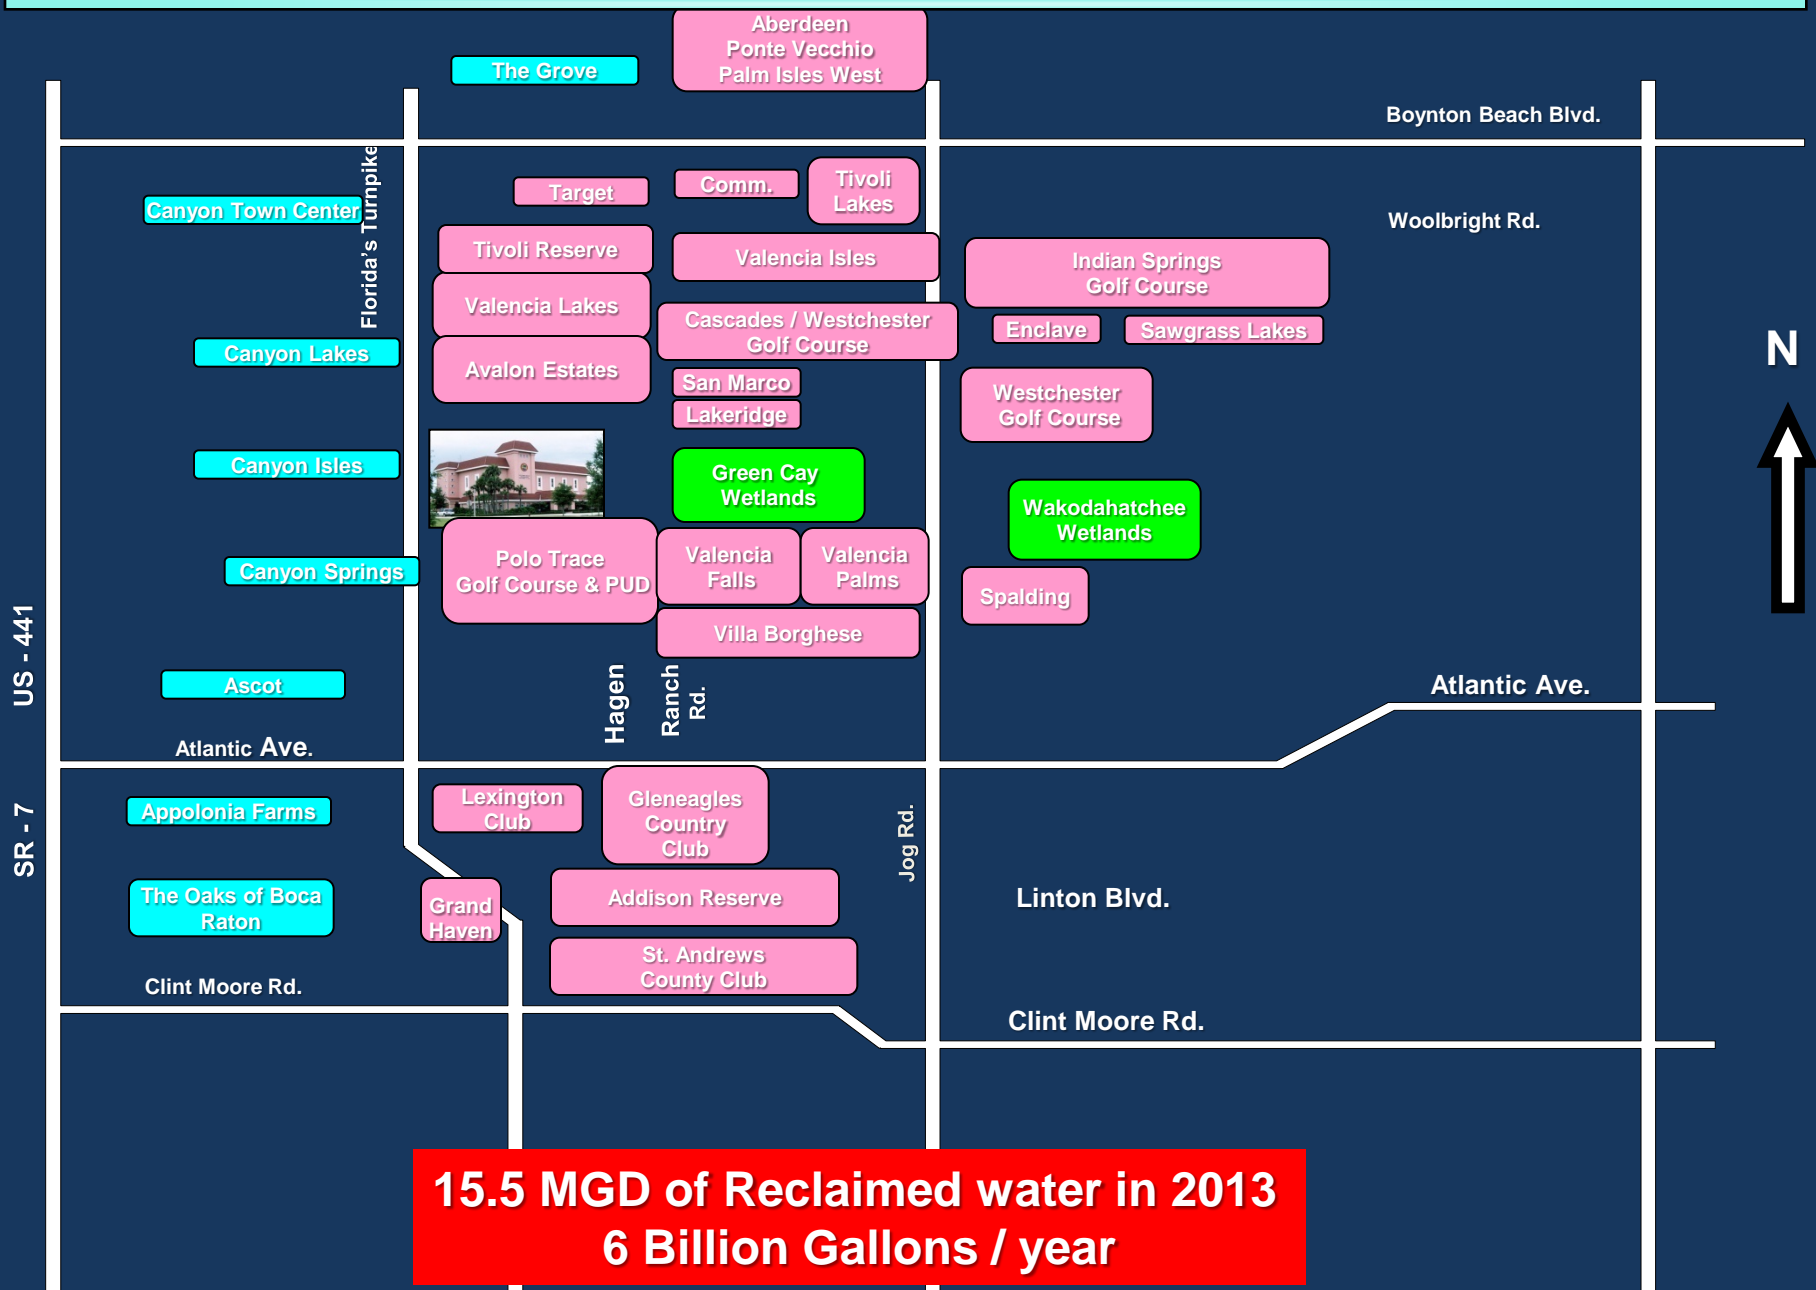 Aberdeen
Ponte Vecchio
Palm Isles West
The Grove
Boynton Beach Blvd.
Florida's Turnpike
Target
Comm.
Tivoli
Lakes
Canyon Town Center
Woolbright Rd.
Tivoli Reserve
Valencia Isles
Indian Springs
Golf Course
Valencia Lakes
Cascades / Westchester
Golf Course
Enclave
Sawgrass Lakes
Canyon Lakes
Avalon Estates
San Marco
Lakeridge
Westchester
Golf Course
N
Canyon Isles
Green Cay
Wetlands
Wakodahatchee
Wetlands
Canyon Springs
Polo Trace
Golf Course & PUD
Valencia
Falls
Valencia
Palms
Spalding
Villa Borghese
US - 441
Ascot
Hagen
Ranch
Rd.
Atlantic Ave.
Atlantic Ave.
SR - 7
Appolonia Farms
Lexington
Club
Gleneagles
Country
Club
Jog Rd.
The Oaks of Boca
Raton
Grand
Haven
Addison Reserve
Linton Blvd.
St. Andrews
County Club
Clint Moore Rd.
Clint Moore Rd.
15.5 MGD of Reclaimed water in 2013
6 Billion Gallons / year